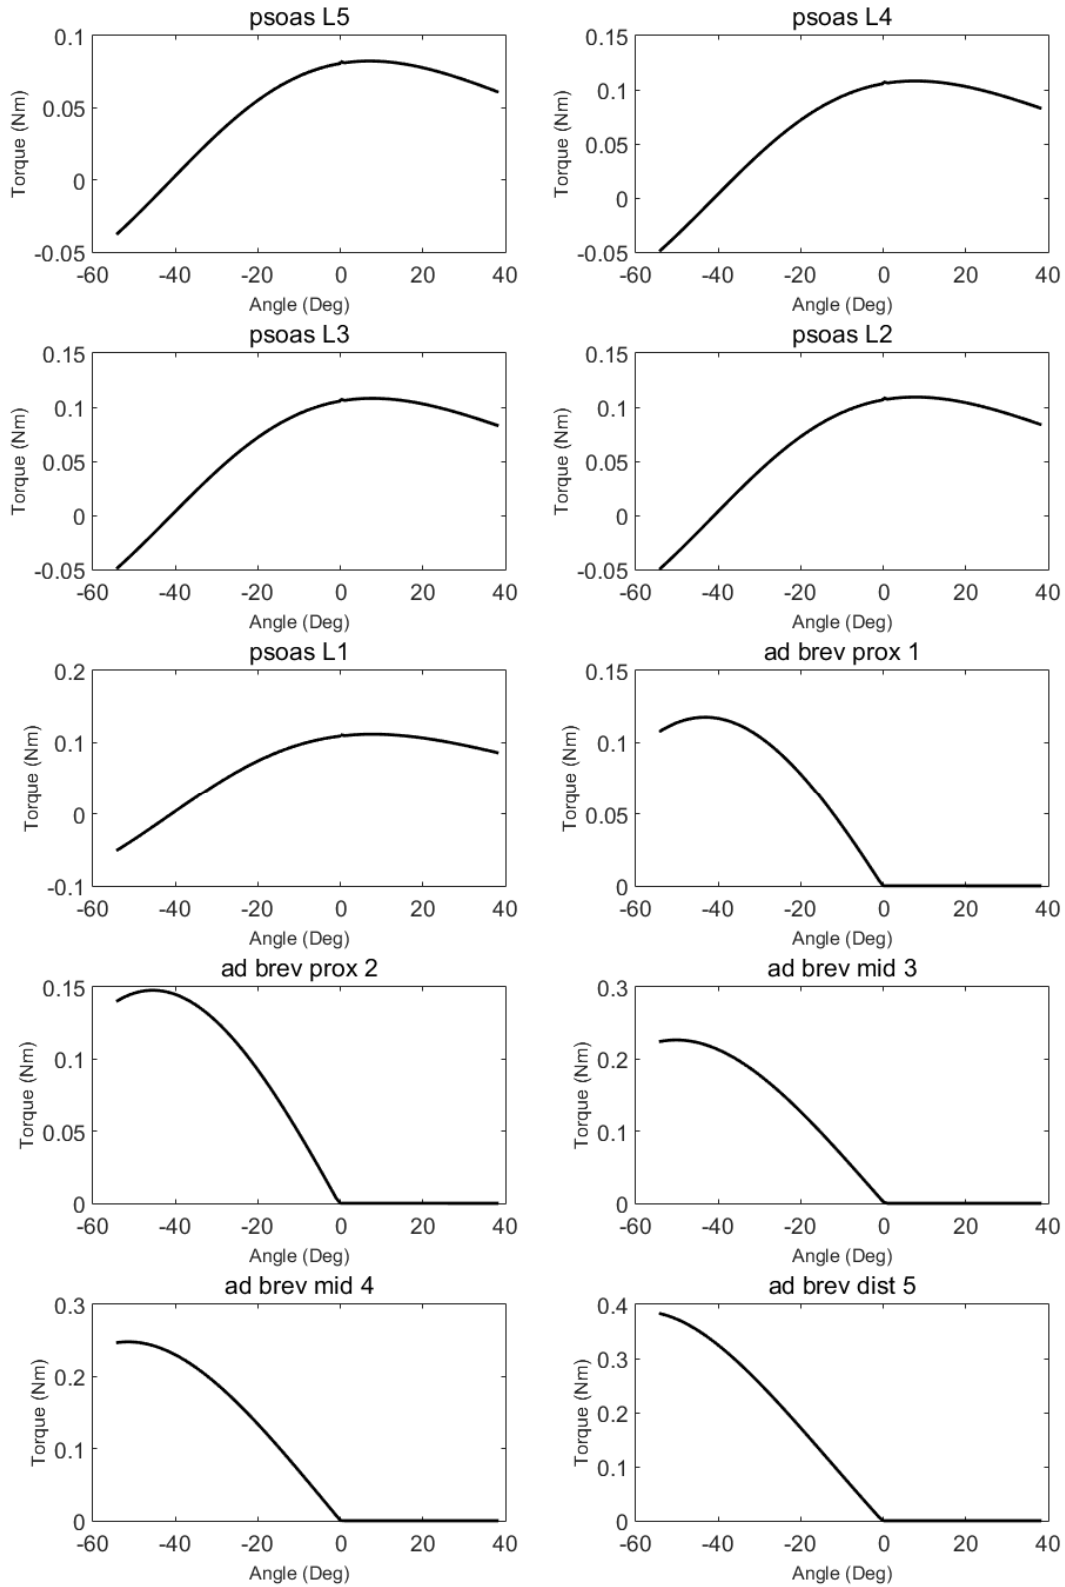 psoas L5
0.1
0.05
0
-0.05
Torque (Nm)
-60 -40 -20 0 20 40
Angle (Deg)
psoas L4
0.15
0.1
0.05
0
-0.05
Torque (Nm)
-60 -40 -20 0 20 40
Angle (Deg)
psoas L3
0.15
0.1
0.05
0
-0.05
Torque (Nm)
-60 -40 -20 0 20 40
Angle (Deg)
psoas L2
0.15
0.1
0.05
0
-0.05
Torque (Nm)
-60 -40 -20 0 20 40
Angle (Deg)
psoas L1
0.2
0.1
0
-0.1
Torque (Nm)
-60 -40 -20 0 20 40
Angle (Deg)
ad brev prox 1
0.15
0.1
0.05
0
Torque (Nm)
-60 -40 -20 0 20 40
Angle (Deg)
ad brev prox 2
0.15
0.1
0.05
0
Torque (Nm)
-60 -40 -20 0 20 40
Angle (Deg)
ad brev mid 3
0.3
0.2
0.1
0
Torque (Nm)
-60 -40 -20 0 20 40
Angle (Deg)
ad brev mid 4
0.3
0.2
0.1
0
Torque (Nm)
-60 -40 -20 0 20 40
Angle (Deg)
ad brev dist 5
0.4
0.3
0.2
0.1
0
Torque (Nm)
-60 -40 -20 0 20 40
Angle (Deg)